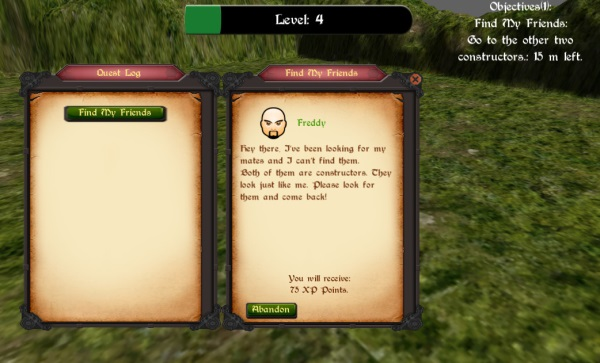 Level: 4
Objectives(1):
Find My Friends:
Go to the other two
constructors.: 15 m left.
Quest Log
Find My Friends
Find My Friends
Freddy
Hey there, I've been looking for my
mates and I can't find them.
Both of them are constructors. They
look just like me. Please look for
them and come back!
You will receive:
75 XP Points.
Abandon